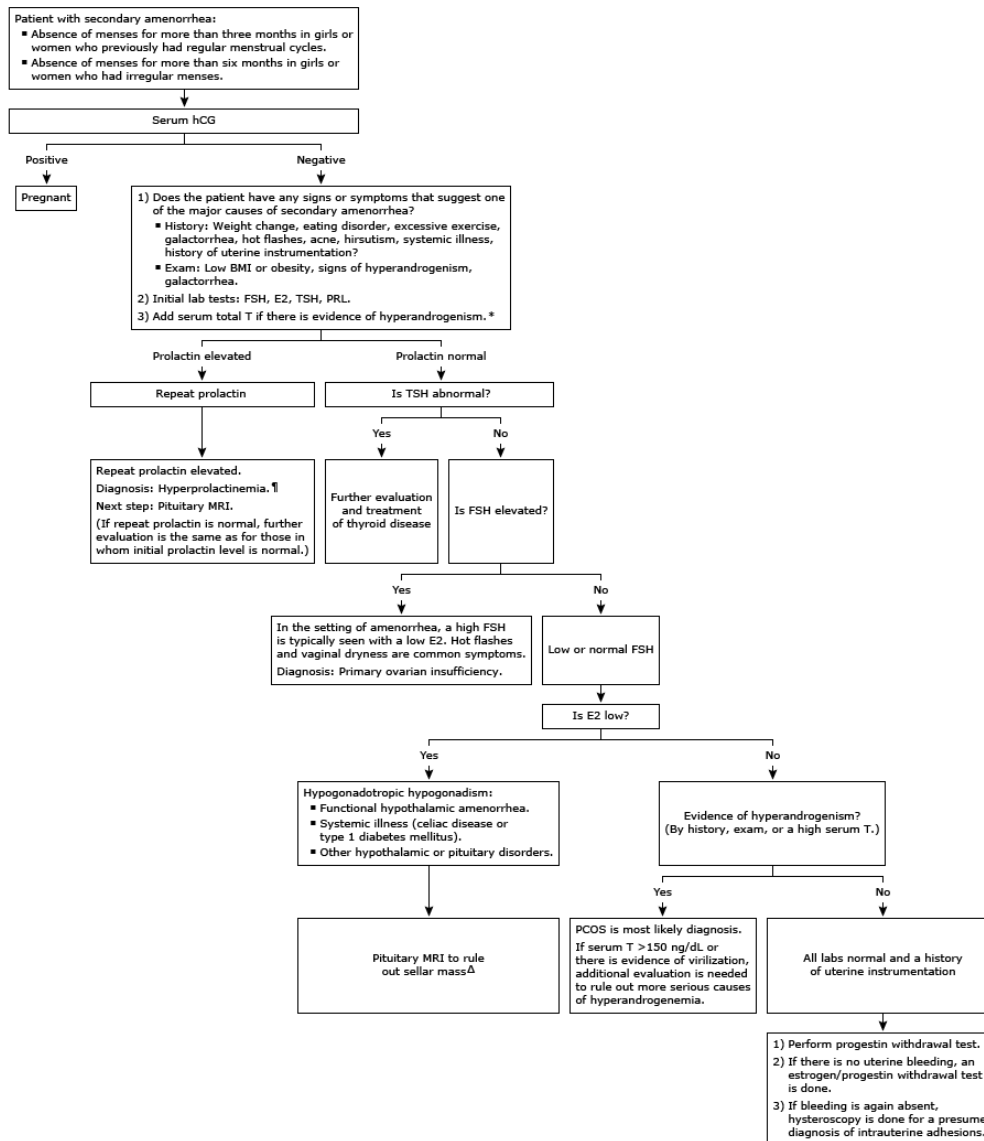 Patient with secondary amenorrhea:
▪ Absence of menses for more than three months in girls or
women who previously had regular menstrual cycles.
▪ Absence of menses for more than six months in girls or
women who had irregular menses.
Serum hCG
Positive
Negative
Pregnant
1) Does the patient have any signs or symptoms that suggest one
of the major causes of secondary amenorrhea?
▪ History: Weight change, eating disorder, excessive exercise,
galactorrhea, hot flashes, acne, hirsutism, systemic illness,
history of uterine instrumentation?
▪ Exam: Low BMI or obesity, signs of hyperandrogenism,
galactorrhea.
2) Initial lab tests: FSH, E2, TSH, PRL.
3) Add serum total T if there is evidence of hyperandrogenism.*
Prolactin elevated
Prolactin normal
Repeat prolactin
Is TSH abnormal?
Yes
No
Repeat prolactin elevated.
Diagnosis: Hyperprolactinemia.¶
Next step: Pituitary MRI.
(If repeat prolactin is normal, further
evaluation is the same as for those in
whom initial prolactin level is normal.)
Further evaluation
and treatment
of thyroid disease
Is FSH elevated?
Yes
No
In the setting of amenorrhea, a high FSH
is typically seen with a low E2. Hot flashes
and vaginal dryness are common symptoms.
Diagnosis: Primary ovarian insufficiency.
Low or normal FSH
Is E2 low?
Yes
No
Hypogonadotropic hypogonadism:
▪ Functional hypothalamic amenorrhea.
▪ Systemic illness (celiac disease or
type 1 diabetes mellitus).
▪ Other hypothalamic or pituitary disorders.
Evidence of hyperandrogenism?
(By history, exam, or a high serum T.)
Yes
No
Pituitary MRI to rule
out sellar massΔ
PCOS is most likely diagnosis.
If serum T >150 ng/dL or
there is evidence of virilization,
additional evaluation is needed
to rule out more serious causes
of hyperandrogenemia.
All labs normal and a history
of uterine instrumentation
1) Perform progestin withdrawal test.
2) If there is no uterine bleeding, an
estrogen/progestin withdrawal test
is done.
3) If bleeding is again absent,
hysteroscopy is done for a presume
diagnosis of intrauterine adhesions.